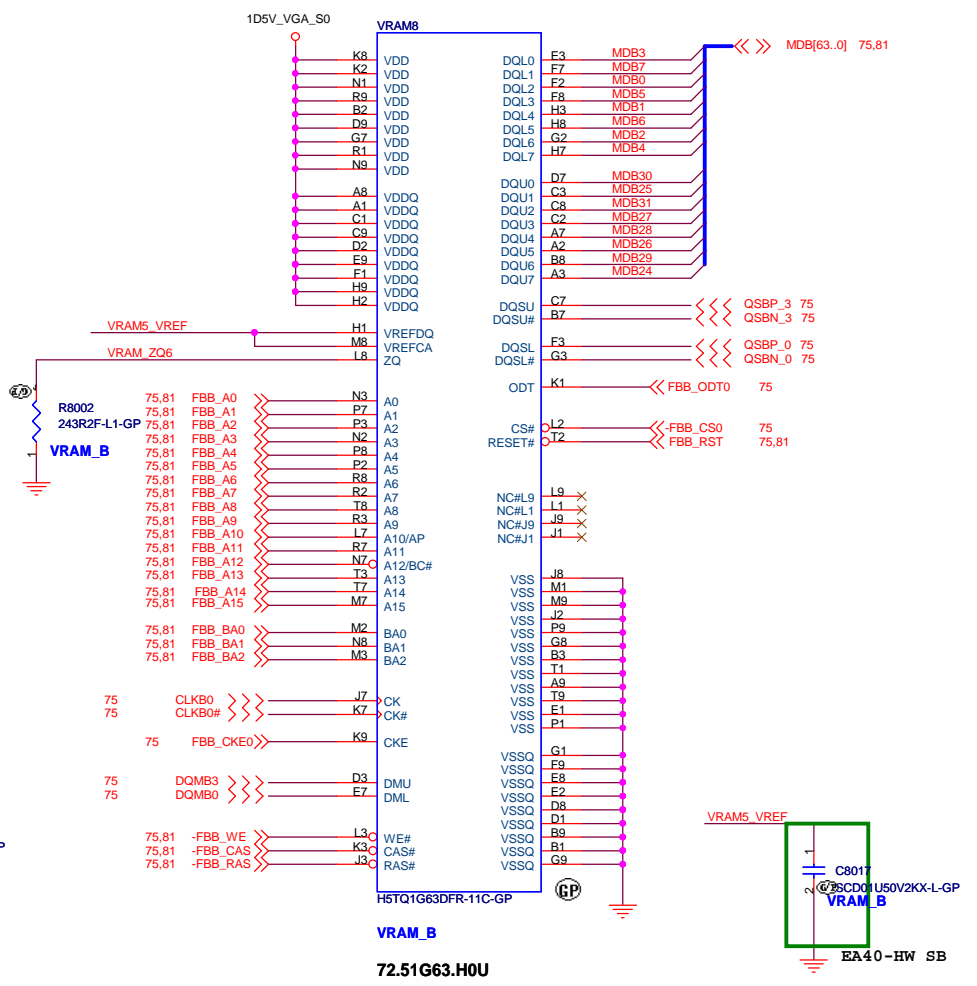 1D5V_VGA_S0
VRAM8
K8 VDD
K2 VDD
N1 VDD
R9 VDD
B2 VDD
D9 VDD
G7 VDD
R1 VDD
N9 VDD
A8 VDDQ
A1 VDDQ
C1 VDDQ
C9 VDDQ
D2 VDDQ
E9 VDDQ
F1 VDDQ
H9 VDDQ
H2 VDDQ
VRAM5_VREF H1 VREFDQ
M8 VREFCA
VRAM_ZQ6 L8 ZQ
R8002
243R2F-L1-GP
1
VRAM_B
75,81 FBB_A0 N3 A0
75,81 FBB_A1 P7 A1
75,81 FBB_A2 P3 A2
75,81 FBB_A3 N2 A3
75,81 FBB_A4 P8 A4
75,81 FBB_A5 P2 A5
75,81 FBB_A6 R8 A6
75,81 FBB_A7 R2 A7
75,81 FBB_A8 T8 A8
75,81 FBB_A9 R3 A9
75,81 FBB_A10 L7 A10/AP
75,81 FBB_A11 R7 A11
75,81 FBB_A12 N7 A12/BC#
75,81 FBB_A13 T3 A13
75,81 FBB_A14 T7 A14
75,81 FBB_A15 M7 A15
75,81 FBB_BA0 M2 BA0
75,81 FBB_BA1 N8 BA1
75,81 FBB_BA2 M3 BA2
75 CLKB0 J7 CK
75 CLKB0# K7 CK#
75 FBB_CKE0 K9 CKE
75 DQMB3 D3 DMU
75 DQMB0 E7 DML
75,81 -FBB_WE L3 WE#
75,81 -FBB_CAS K3 CAS#
75,81 -FBB_RAS J3 RAS#
DQL0 E3 MDB3
DQL1 F7 MDB7
DQL2 F2 MDB0
DQL3 F8 MDB5
DQL4 H3 MDB1
DQL5 H8 MDB6
DQL6 G2 MDB2
DQL7 H7 MDB4
MDB[63..0] 75,81
DQU0 D7 MDB30
DQU1 C3 MDB25
DQU2 C8 MDB31
DQU3 C2 MDB27
DQU4 A7 MDB28
DQU5 A2 MDB26
DQU6 B8 MDB29
DQU7 A3 MDB24
DQSU C7 QSBP_3 75
DQSU# B7 QSBN_3 75
DQSL F3 QSBP_0 75
DQSL# G3 QSBN_0 75
ODT K1 FBB_ODT0 75
CS# L2 -FBB_CS0 75
RESET# T2 FBB_RST 75,81
NC#L9 L9
NC#L1 L1
NC#J9 J9
NC#J1 J1
VSS J8
VSS M1
VSS M9
VSS J2
VSS P9
VSS G8
VSS B3
VSS T1
VSS A9
VSS T9
VSS E1
VSS P1
VSSQ G1
VSSQ F9
VSSQ E8
VSSQ E2
VSSQ D8
VSSQ D1
VSSQ B9
VSSQ B1
VSSQ G9
H5TQ1G63DFR-11C-GP
GP
VRAM_B
72.51G63.H0U
VRAM5_VREF
1
C8017
2
SCD01U50V2KX-L-GP
VRAM_B
EA40-HW SB